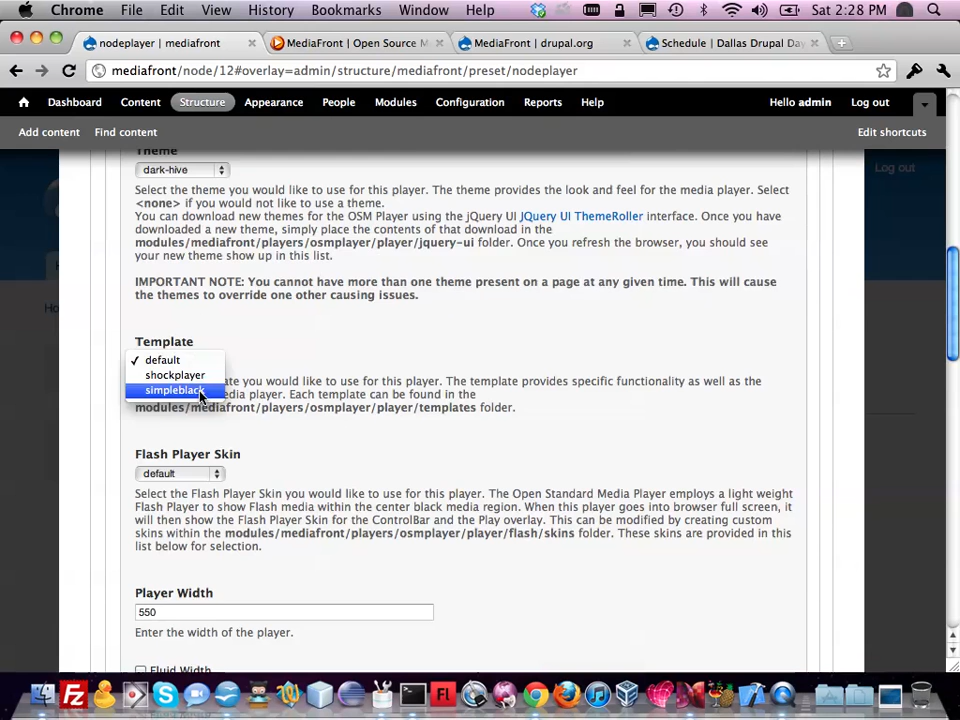 Chrome File Edit View History Bookmarks Window Help Sat 2:28 PM
nodeplayer | mediafront MediaFront | Open Source M MediaFront | drupal.org Schedule | Dallas Drupal Day
mediafront/node/12#overlay=admin/structure/mediafront/preset/nodeplayer
Dashboard Content Structure Appearance People Modules Configuration Reports Help Hello admin Log out
Add content Find content Edit shortcuts
Theme
Log out
dark-hive
Select the theme you would like to use for this player. The theme provides the look and feel for the media player. Select
<none> if you would not like to use a theme.
You can download new themes for the OSM Player using the jQuery UI JQuery UI ThemeRoller interface. Once you have
downloaded a new theme, simply place the contents of that download in the
modules/mediafront/players/osmplayer/player/jquery-ui folder. Once you refresh the browser, you should see
your new theme show up in this list.
IMPORTANT NOTE: You cannot have more than one theme present on a page at any given time. This will cause
the themes to override one other causing issues.
Ho
Template
✓ default
shockplayer
simpleblack
ate you would like to use for this player. The template provides specific functionality as well as the
edia player. Each template can be found in the
modules/mediafront/players/osmplayer/player/templates folder.
Flash Player Skin
default
Select the Flash Player Skin you would like to use for this player. The Open Standard Media Player employs a light weight
Flash Player to show Flash media within the center black media region. When this player goes into browser full screen, it
will then show the Flash Player Skin for the ControlBar and the Play overlay. This can be modified by creating custom
skins within the modules/mediafront/players/osmplayer/player/flash/skins folder. These skins are provided in this
list below for selection.
Player Width
550
Enter the width of the player.
Fluid Width